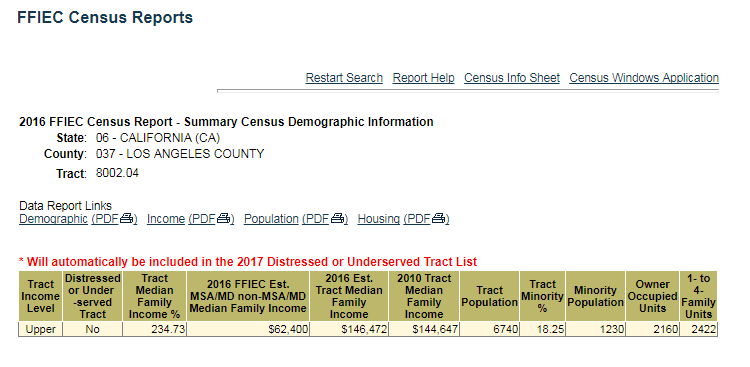 FFIEC Census Reports
Restart Search Report Help Census Info Sheet Census Windows Application
2016 FFIEC Census Report - Summary Census Demographic Information
State: 06 - CALIFORNIA (CA)
County: 037 - LOS ANGELES COUNTY
Tract: 8002.04
Data Report Links
Demographic (PDF) Income (PDF) Population (PDF) Housing (PDF)
* Will automatically be included in the 2017 Distressed or Underserved Tract List
Tract Income Level Distressed or Under -served Tract Tract Median Family Income % 2016 FFIEC Est. MSA/MD non-MSA/MD Median Family Income 2016 Est. Tract Median Family Income 2010 Tract Median Family Income Tract Population Tract Minority % Minority Population Owner Occupied Units 1- to 4- Family Units
Upper No 234.73 $62,400 $146,472 $144,647 6740 18.25 1230 2160 2422